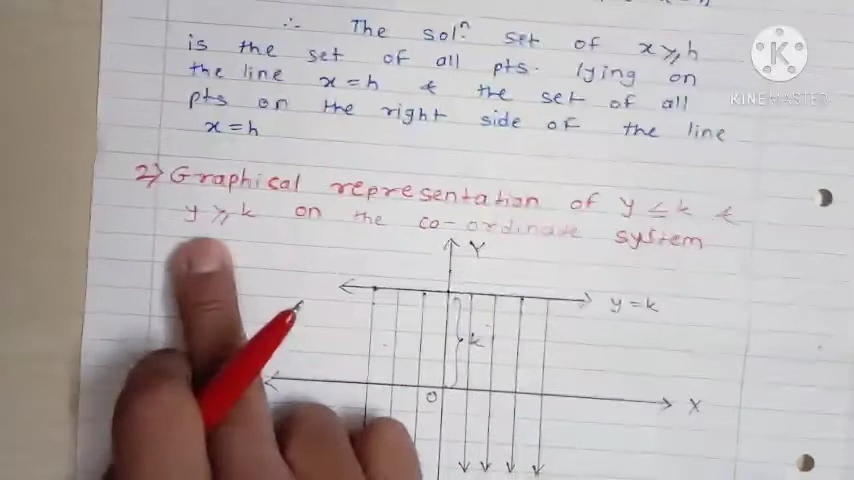 ∴ The solⁿ set of x ⩾ h
is the set of all pts. lying on
the line x = h & the set of all
pts on the right side of the line
x = h
KINEMASTER
2) Graphical representation of y ≤ k &
y ⩾ k on the co-ordinate system
Y
y = k
k
O
X